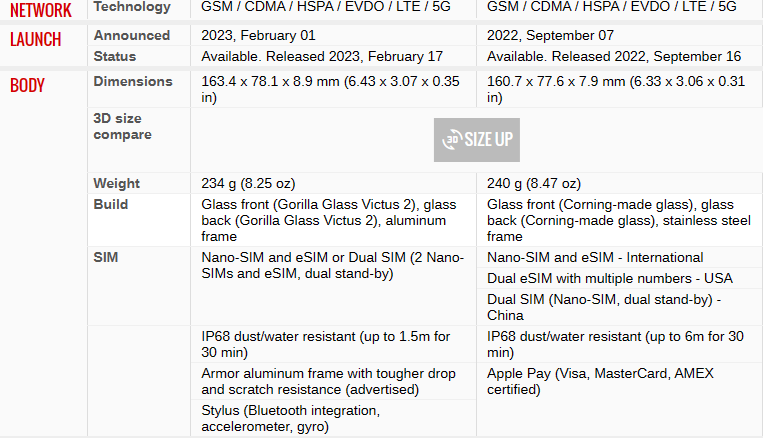 NETWORK Technology GSM / CDMA / HSPA / EVDO / LTE / 5G GSM / CDMA / HSPA / EVDO / LTE / 5G
LAUNCH Announced 2023, February 01 2022, September 07
Status Available. Released 2023, February 17 Available. Released 2022, September 16
BODY Dimensions 163.4 x 78.1 x 8.9 mm (6.43 x 3.07 x 0.35 160.7 x 77.6 x 7.9 mm (6.33 x 3.06 x 0.31
in) in)
3D size
compare
3D SIZE UP
Weight 234 g (8.25 oz) 240 g (8.47 oz)
Build Glass front (Gorilla Glass Victus 2), glass Glass front (Corning-made glass), glass
back (Gorilla Glass Victus 2), aluminum back (Corning-made glass), stainless steel
frame frame
SIM Nano-SIM and eSIM or Dual SIM (2 Nano- Nano-SIM and eSIM - International
SIMs and eSIM, dual stand-by) Dual eSIM with multiple numbers - USA
Dual SIM (Nano-SIM, dual stand-by) -
China
IP68 dust/water resistant (up to 1.5m for IP68 dust/water resistant (up to 6m for 30
30 min) min)
Armor aluminum frame with tougher drop Apple Pay (Visa, MasterCard, AMEX
and scratch resistance (advertised) certified)
Stylus (Bluetooth integration,
accelerometer, gyro)